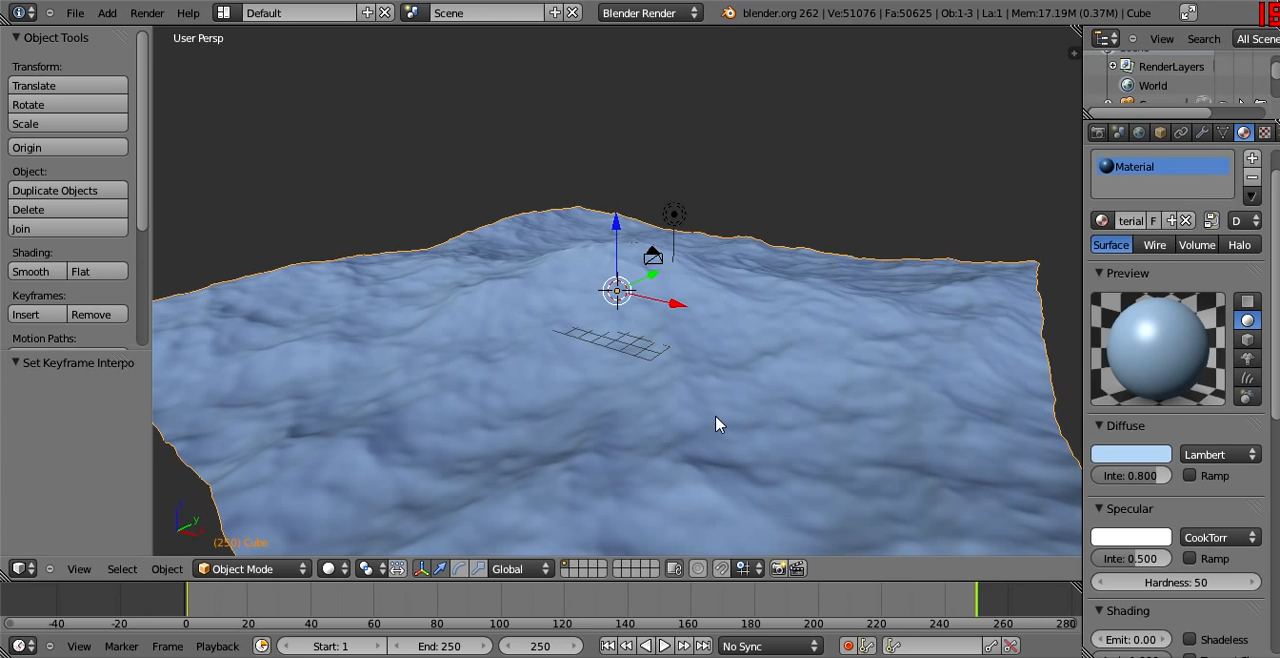 File Add Render Help Default Scene Blender Render blender.org 262 | Ve:51076 | Fa:50625 | Ob:1-3 | La:1 | Mem:17.19M (0.37M) | Cube
Object Tools
Transform:
Translate
Rotate
Scale
Origin
Object:
Duplicate Objects
Delete
Join
Shading:
Smooth Flat
Keyframes:
Insert Remove
Motion Paths:
Set Keyframe Interpo
User Persp
z
y
(250) Cube
View Search All Scene
RenderLayers
World
Material
terial F D
Surface Wire Volume Halo
Preview
Diffuse
Lambert
Inte: 0.800 Ramp
Specular
CookTorr
Inte: 0.500 Ramp
Hardness: 50
Shading
Emit: 0.00 Shadeless
View Select Object Object Mode Global
-40 -20 0 20 40 60 80 100 120 140 160 180 200 220 240 260 280
View Marker Frame Playback Start: 1 End: 250 250 No Sync